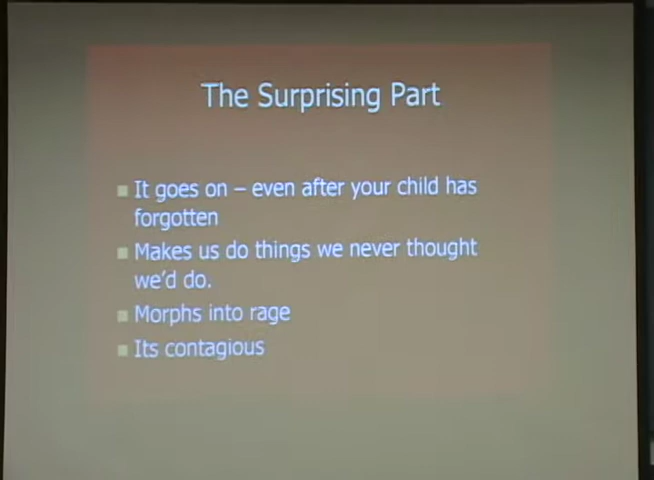 The Surprising Part
It goes on – even after your child has
forgotten
Makes us do things we never thought
we'd do.
Morphs into rage
Its contagious